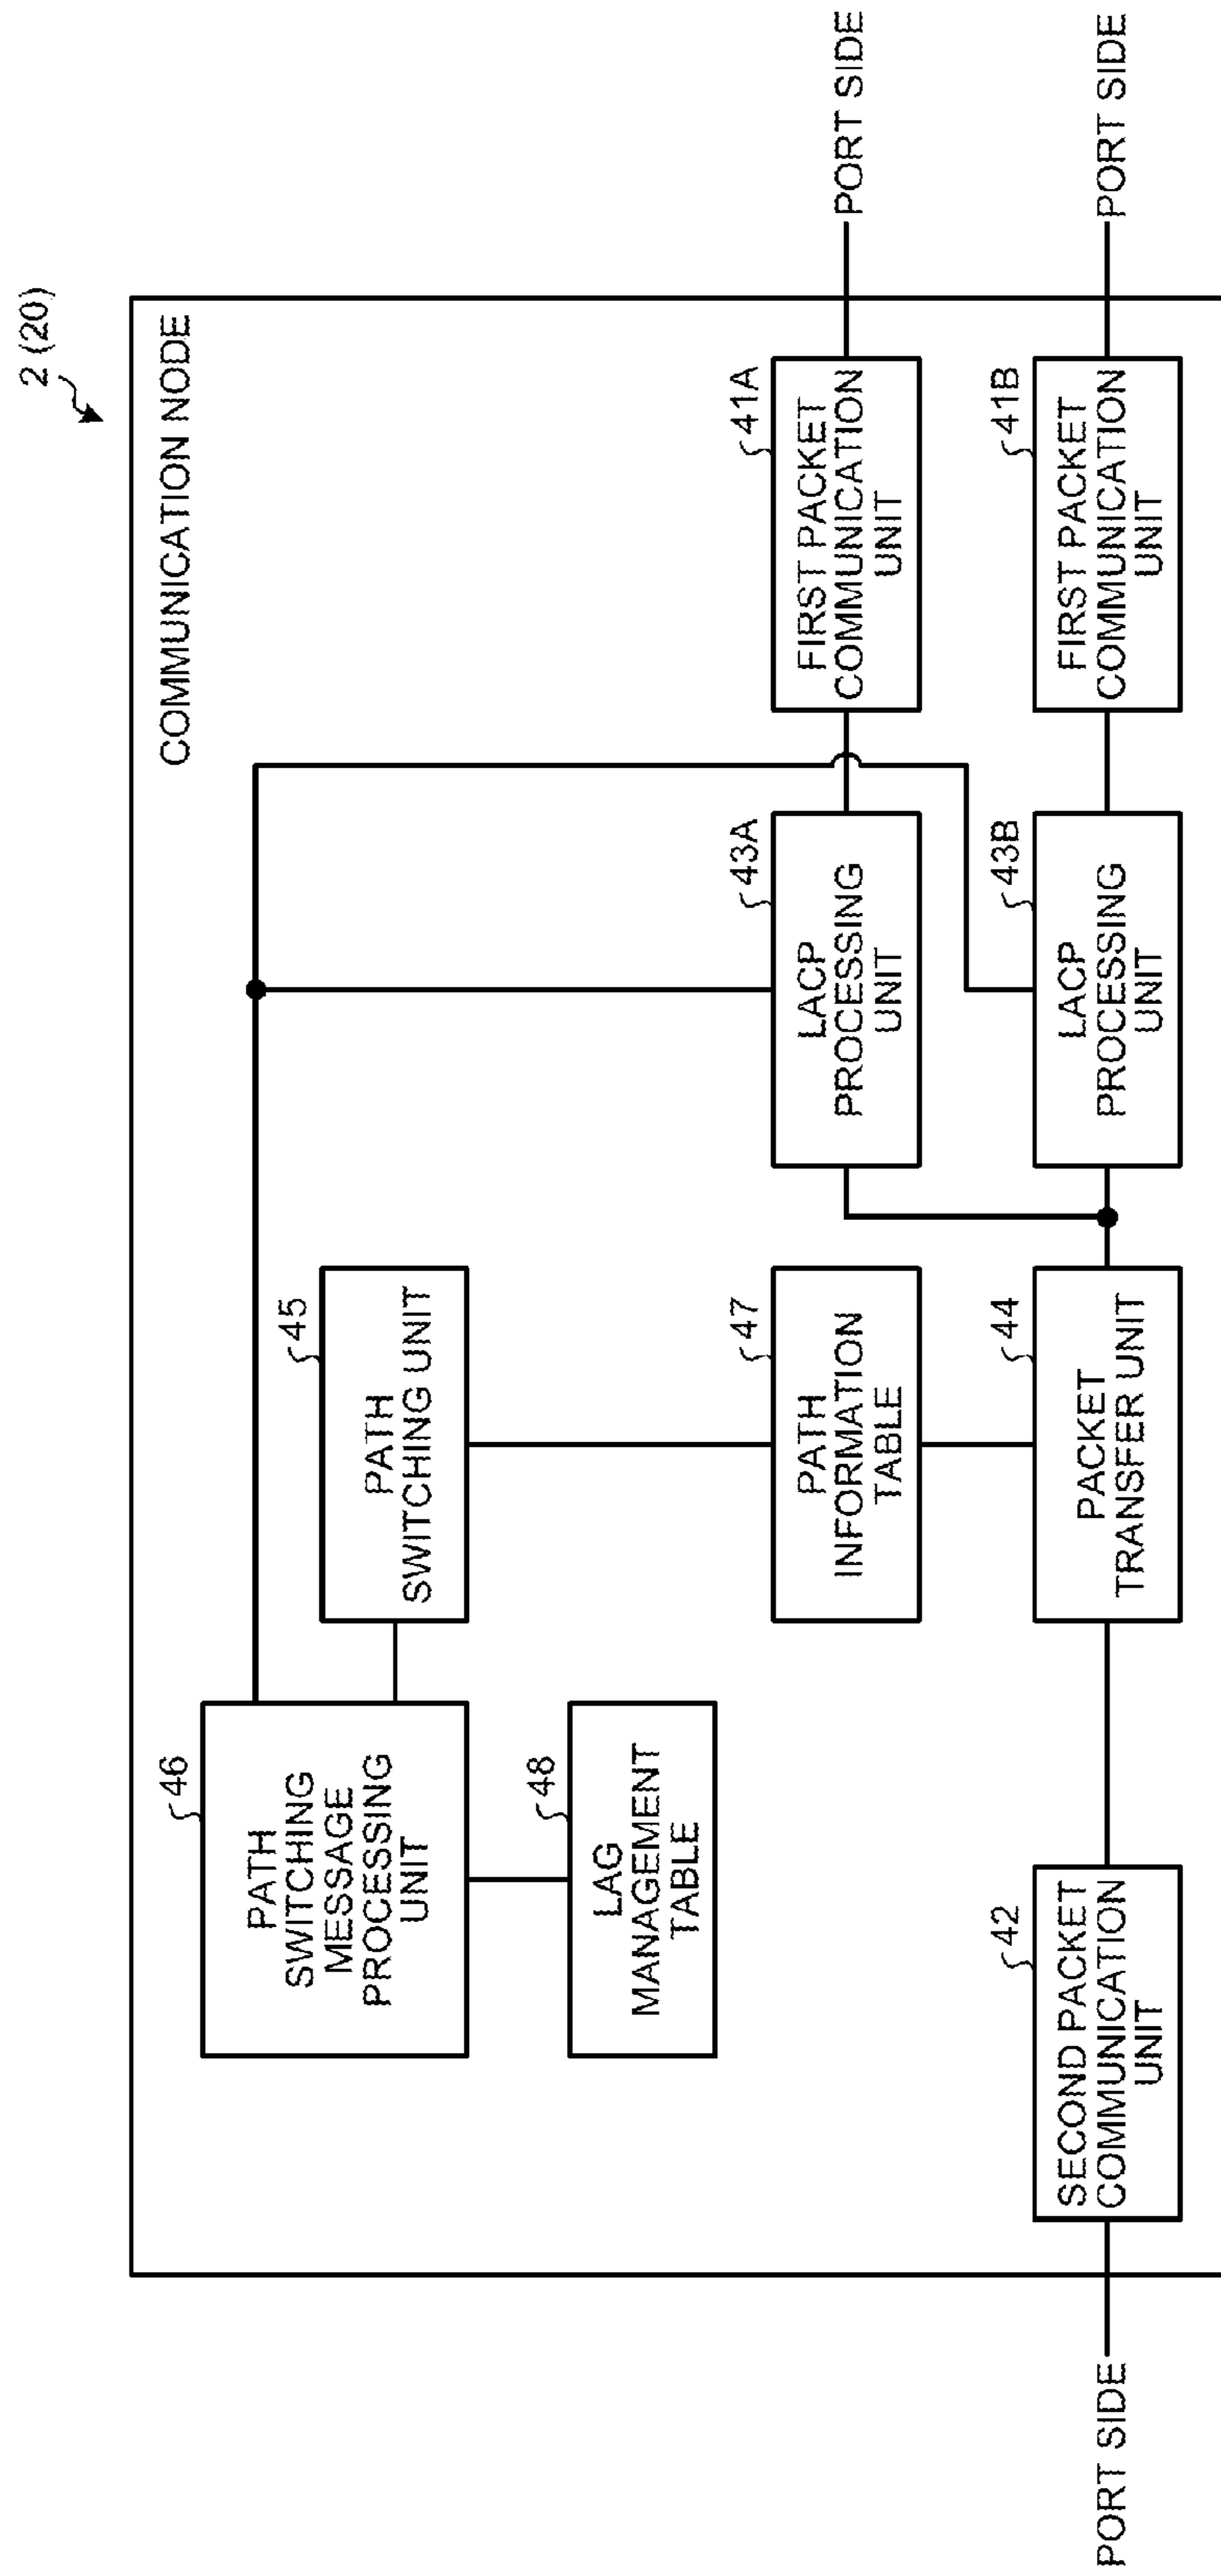 2 (20)
COMMUNICATION NODE
46
PATH
SWITCHING
MESSAGE
PROCESSING
UNIT
45
PATH
SWITCHING UNIT
48
LAG
MANAGEMENT
TABLE
47
PATH
INFORMATION
TABLE
43A
LACP
PROCESSING
UNIT
41A
FIRST PACKET
COMMUNICATION
UNIT
PORT SIDE
PORT SIDE
42
SECOND PACKET
COMMUNICATION
UNIT
44
PACKET
TRANSFER UNIT
43B
LACP
PROCESSING
UNIT
41B
FIRST PACKET
COMMUNICATION
UNIT
PORT SIDE